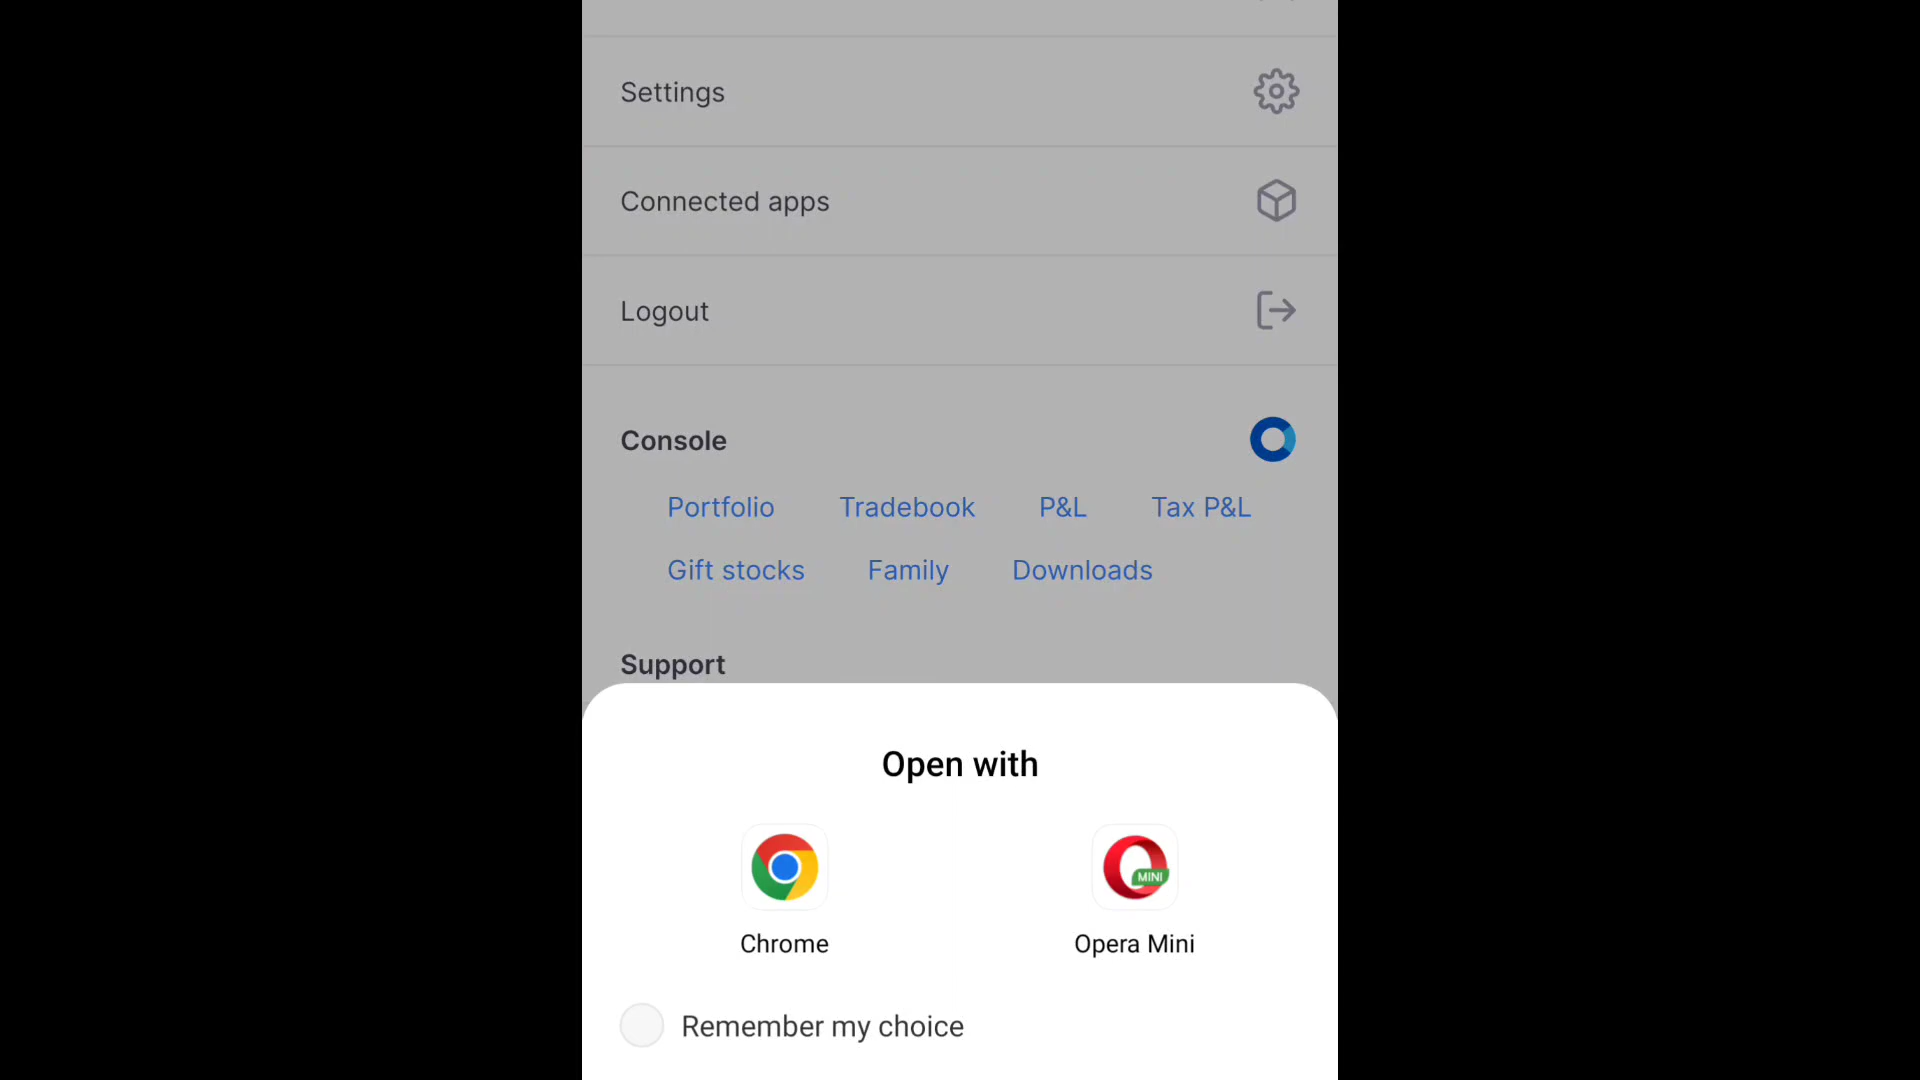 Settings
Connected apps
Logout
Console
Portfolio Tradebook P&L Tax P&L
Gift stocks Family Downloads
Support
Open with
MINI
Chrome Opera Mini
Remember my choice